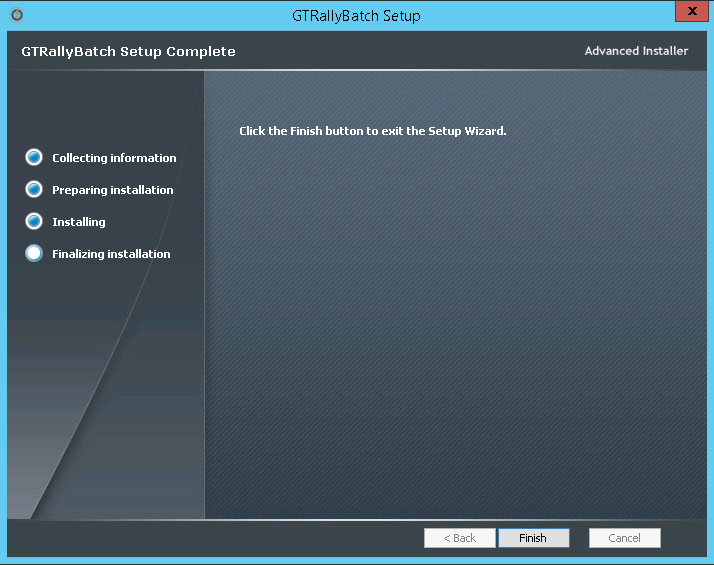 GTRallyBatch Setup
X
GTRallyBatch Setup Complete
Advanced Installer
Click the Finish button to exit the Setup Wizard.
Collecting information
Preparing installation
Installing
Finalizing installation
< Back
Finish
Cancel